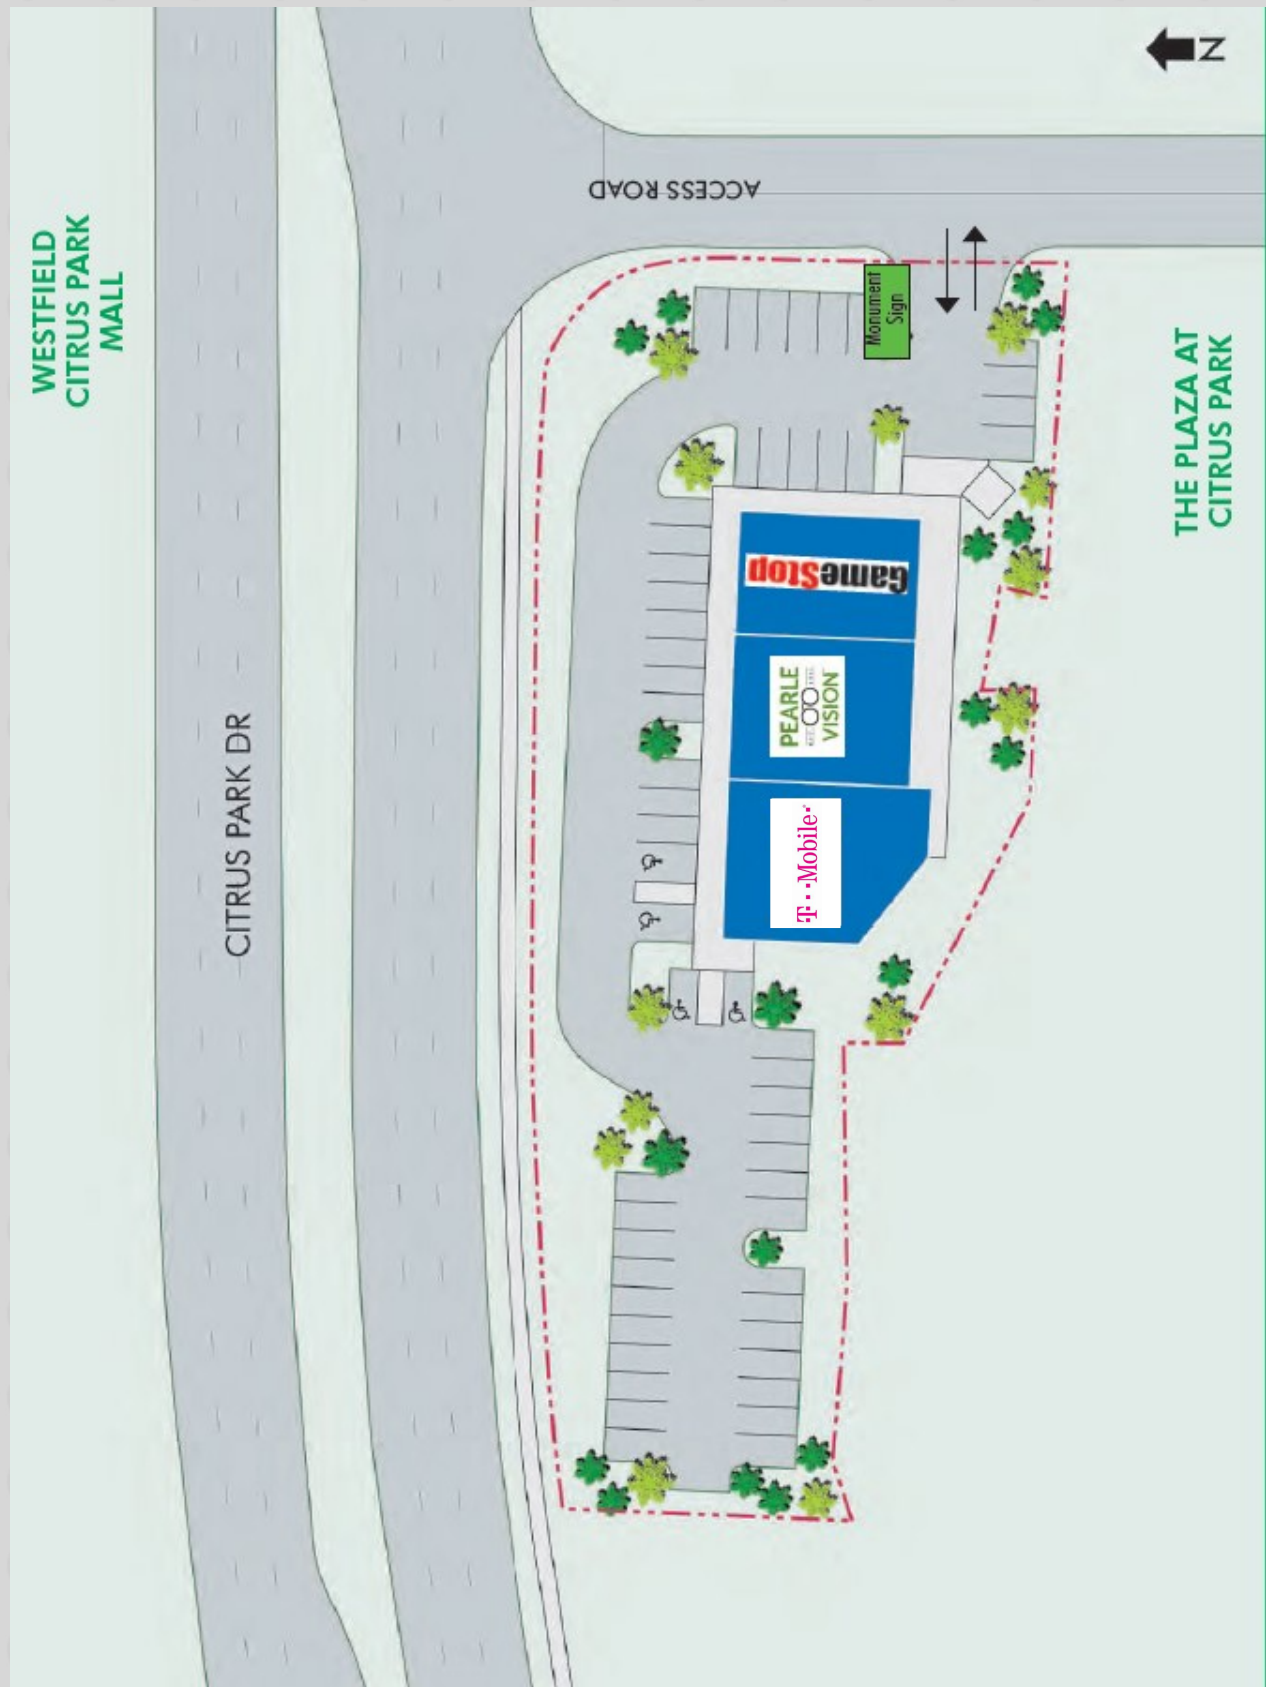 N
ACCESS ROAD
WESTFIELD
CITRUS PARK
MALL
Monument
Sign
THE PLAZA AT
CITRUS PARK
GameStop
PEARLE
VISION
CITRUS PARK DR
T··Mobile·